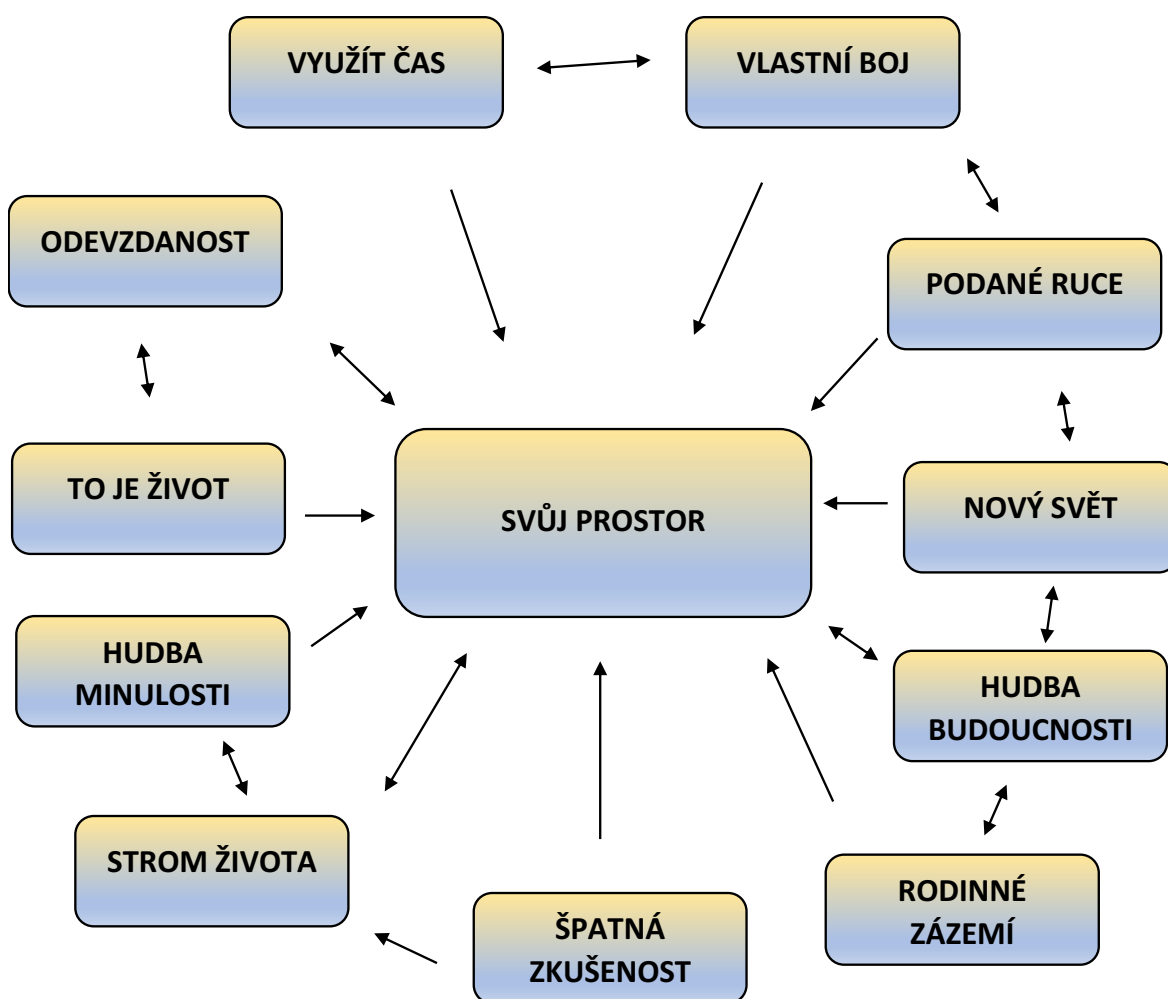 VYUŽÍT ČAS
VLASTNÍ BOJ
ODEVZDANOST
PODANÉ RUCE
TO JE ŽIVOT
SVŮJ PROSTOR
NOVÝ SVĚT
HUDBA
MINULOSTI
HUDBA
BUDOUCNOSTI
STROM ŽIVOTA
ŠPATNÁ
ZKUŠENOST
RODINNÉ
ZÁZEMÍ